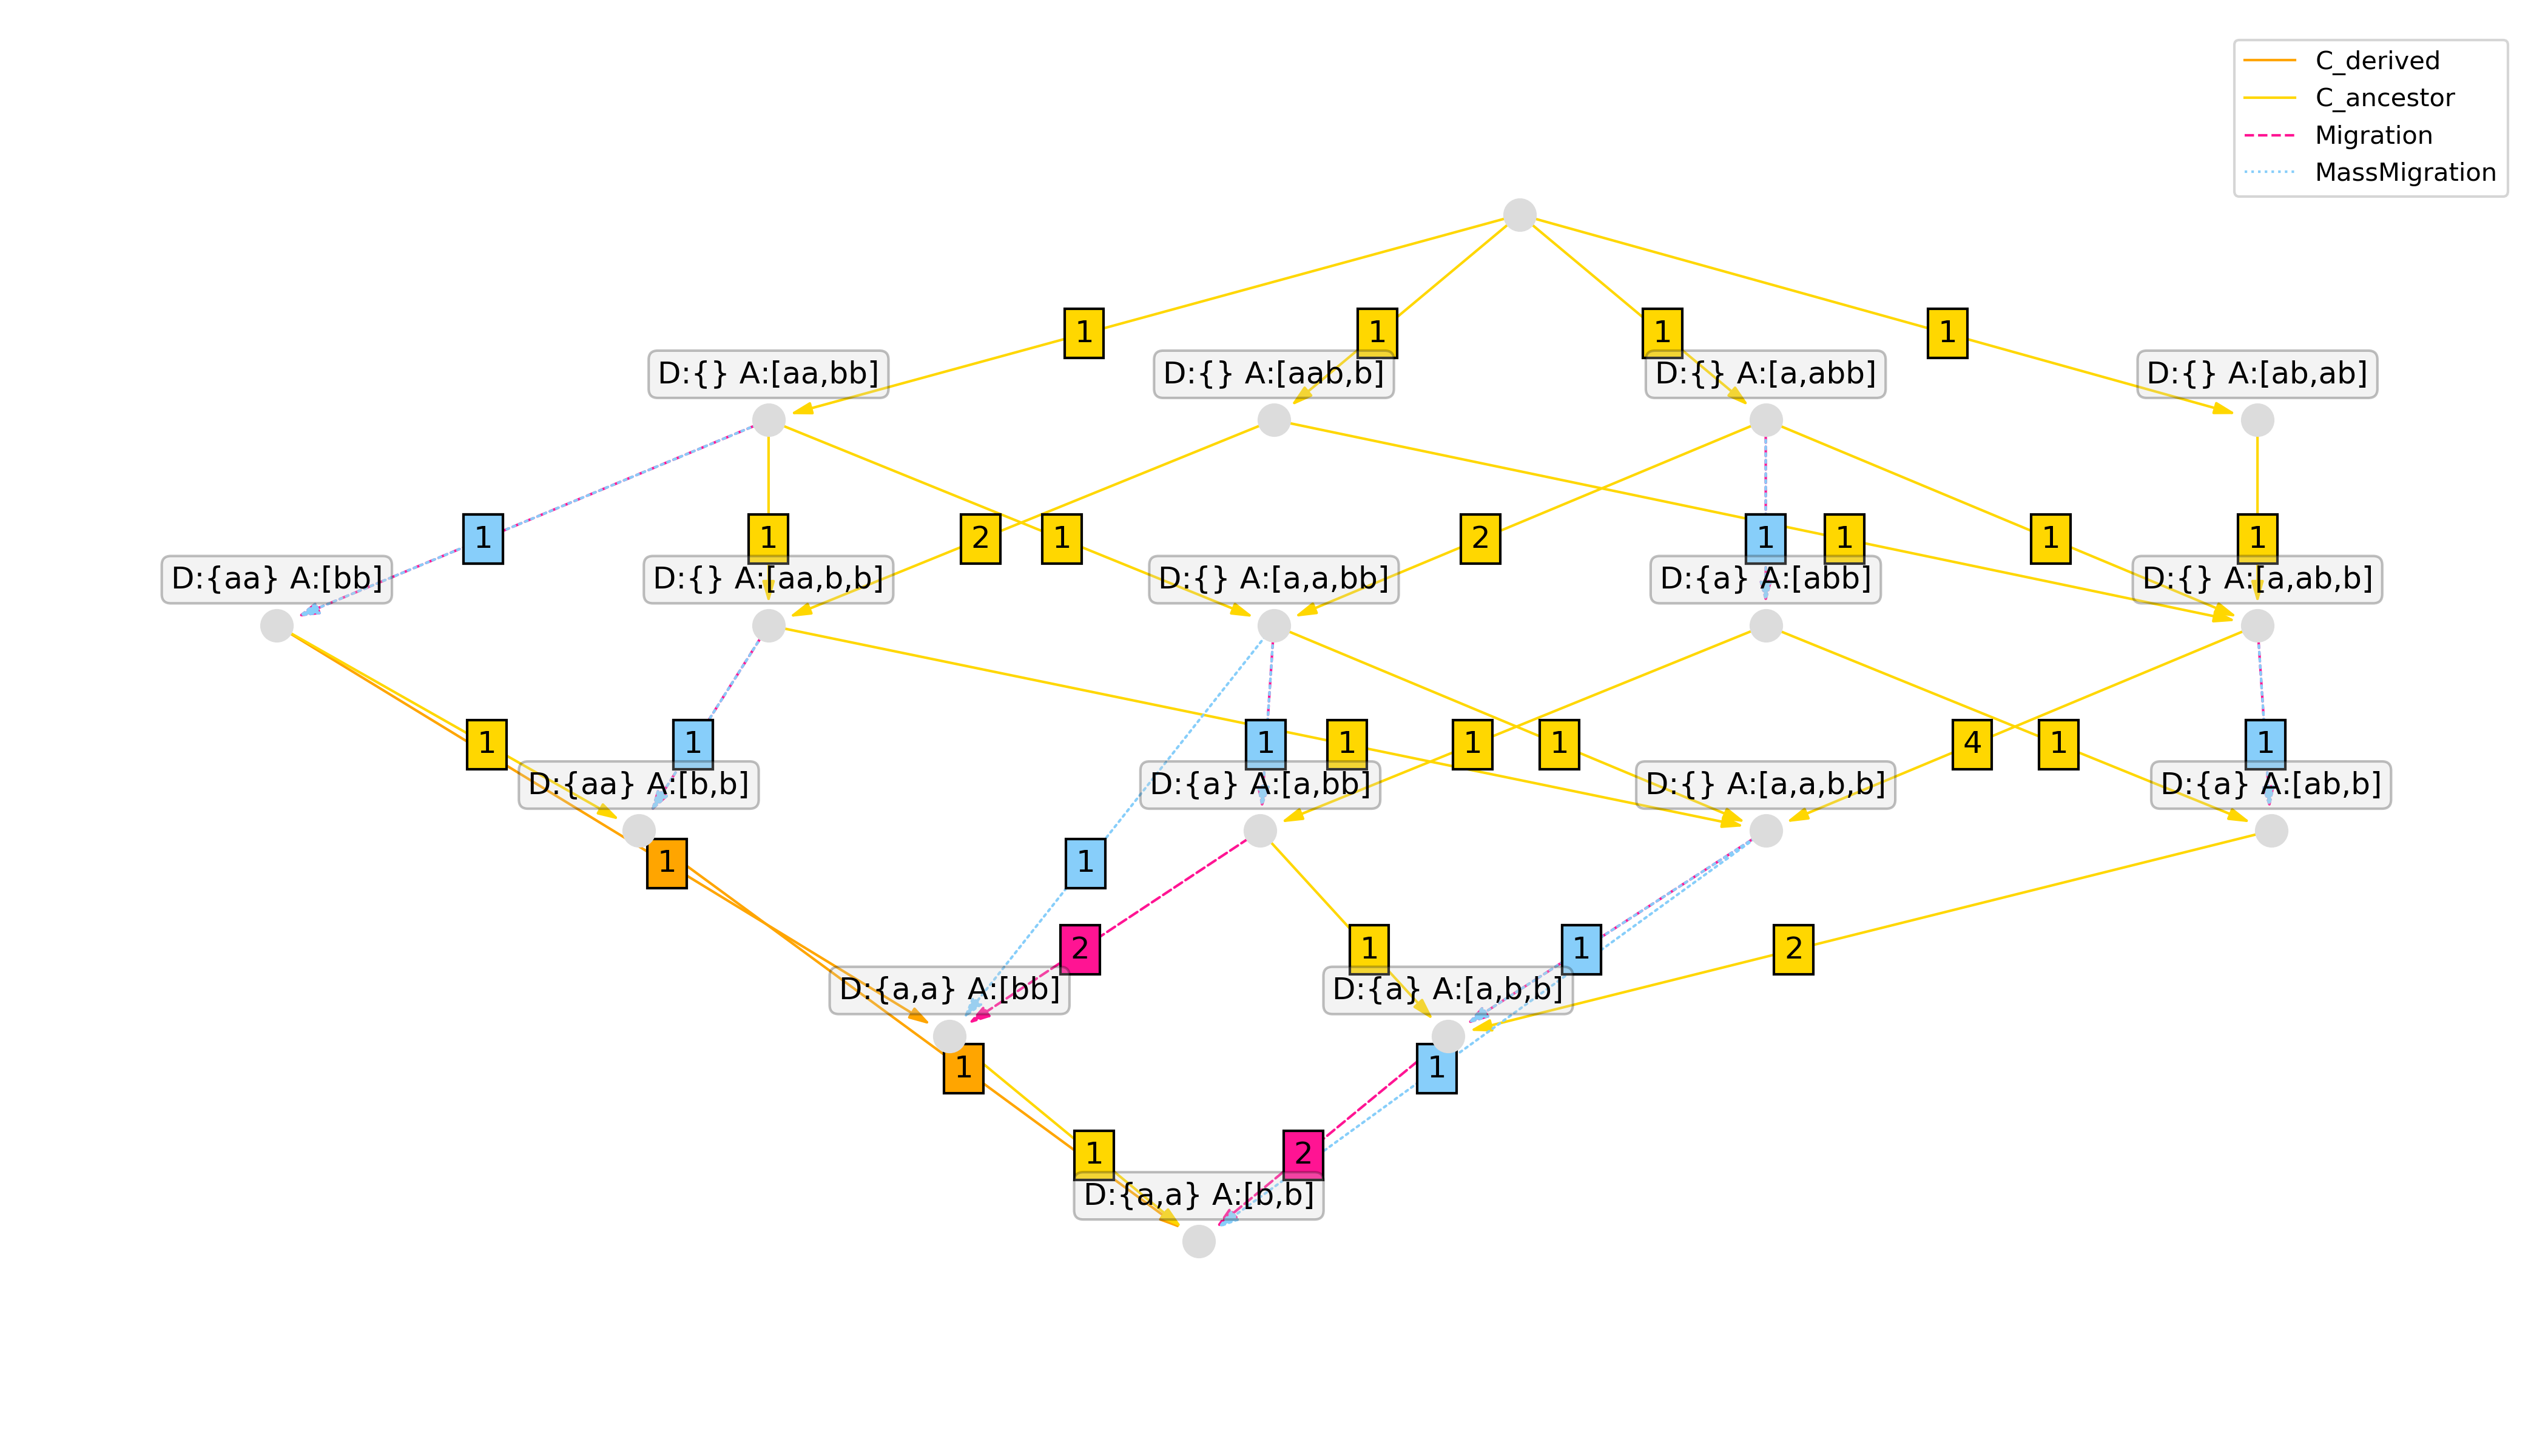 C_derived
C_ancestor
Migration
MassMigration
1 1 1 1
D:{} A:[aa,bb] D:{} A:[aab,b] D:{} A:[a,abb] D:{} A:[ab,ab]
1 1 2 1 2 1 1 1 1
D:{aa} A:[bb] D:{} A:[aa,b,b] D:{} A:[a,a,bb] D:{a} A:[abb] D:{} A:[a,ab,b]
1 1 1 1 1 1 4 1 1
D:{aa} A:[b,b] D:{a} A:[a,bb] D:{} A:[a,a,b,b] D:{a} A:[ab,b]
1 1
2 1 1 2
D:{a,a} A:[bb] D:{a} A:[a,b,b]
1 1
1 2
D:{a,a} A:[b,b]